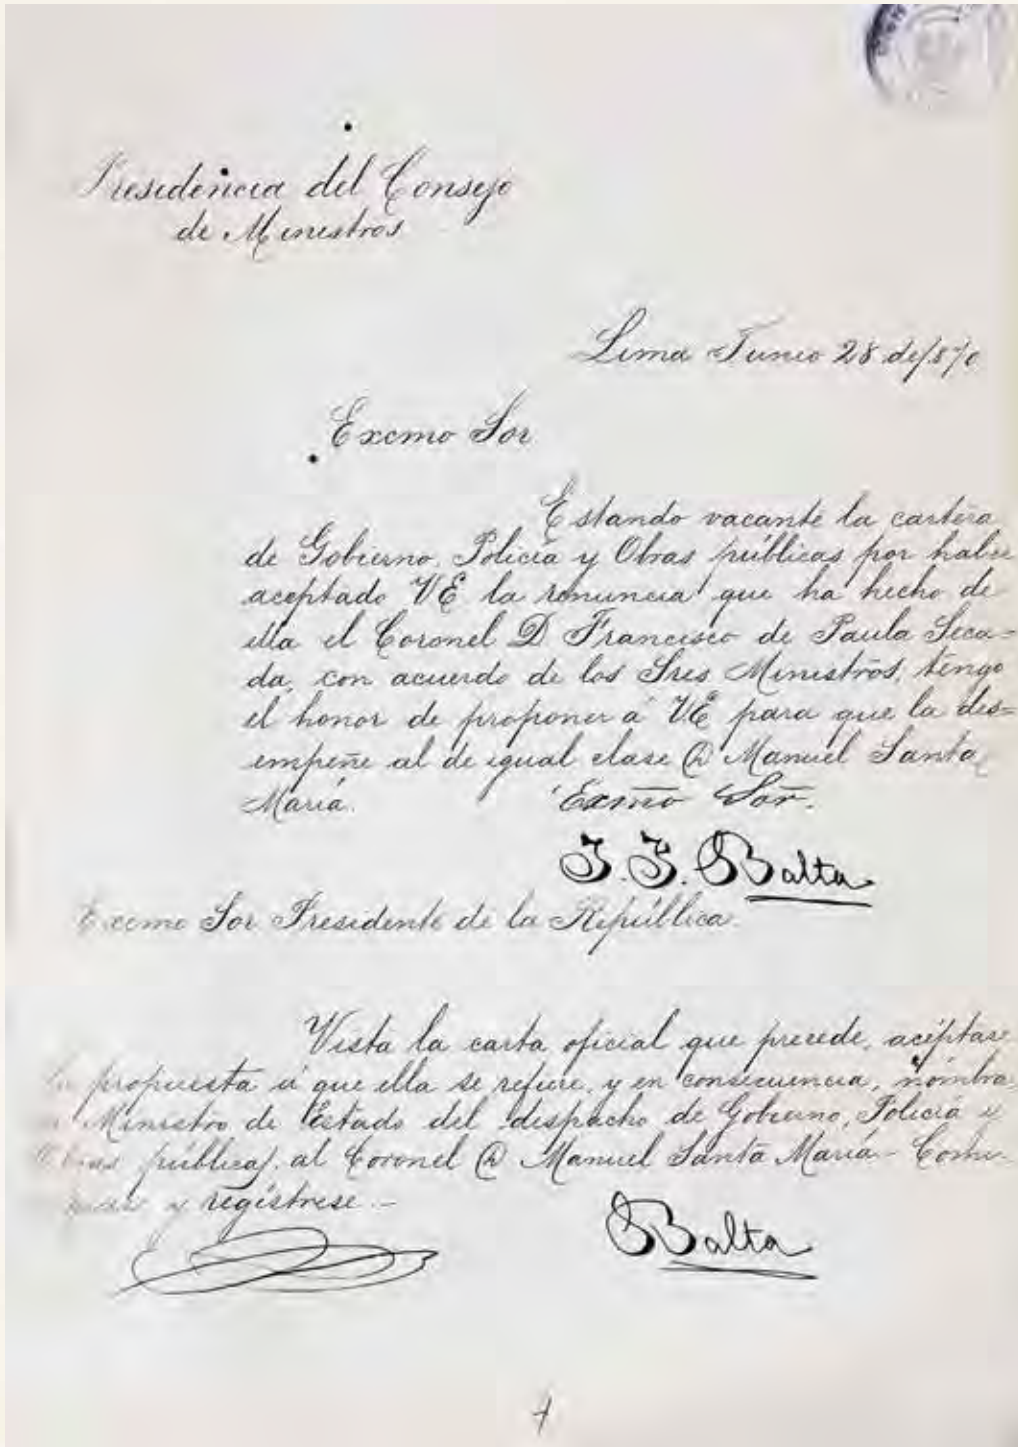 Presidencia del Consejo
de Ministros
Lima Junio 28 de/870
Excmo Sor
Estando vacante la cartera
de Gobierno, Policía y Obras públicas por haber
aceptado VE la renuncia que ha hecho de
ella el Coronel D Francisco de Paula Seca=
da, con acuerdo de los Sres Ministros, tengo
el honor de proponer á VE para que la des=
empeñe al de igual clase D Manuel Santa
María. Exmo Sor.
J. F. Balta
Excmo Sor Presidente de la República.
Vista la carta oficial que precede, acéptase
la propuesta á que ella se refiere, y en consecuencia, nómbra
Ministro de Estado del despacho de Gobierno, Policía y
Obras públicas, al Coronel D Manuel Santa María- Comu-
y regístrese.-
Balta